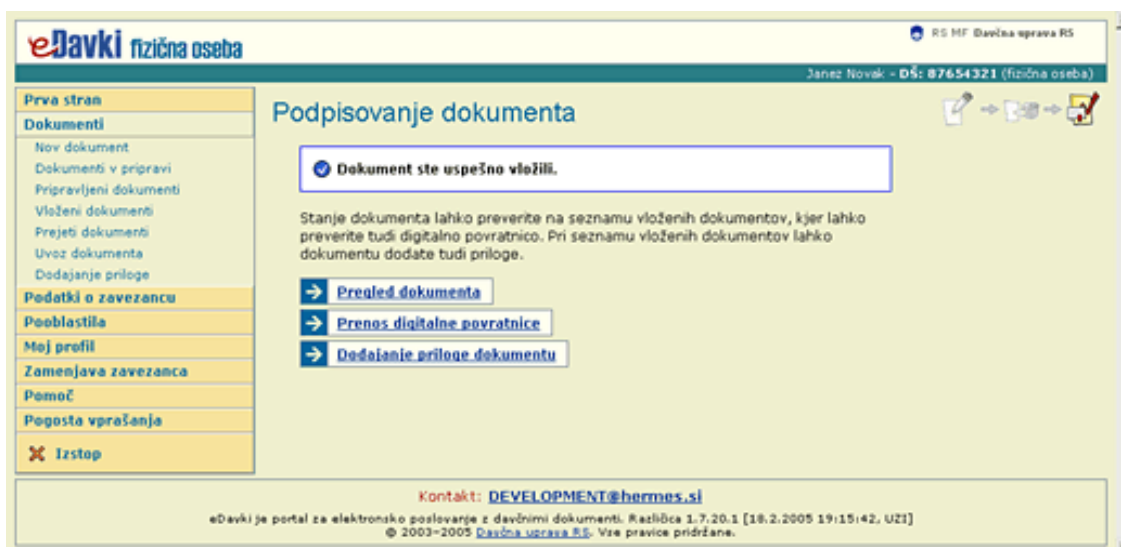 eDavki fizična oseba
RS MF Davčna uprava RS
Janez Novak - DŠ: 87654321 (fizična oseba)
Prva stran
Dokumenti
Nov dokument
Dokumenti v pripravi
Pripravljeni dokumenti
Vloženi dokumenti
Prejeti dokumenti
Uvoz dokumenta
Dodajanje priloge
Podatki o zavezancu
Pooblastila
Moj profil
Zamenjava zavezanca
Pomoč
Pogosta vprašanja
Izstop
Podpisovanje dokumenta
Dokument ste uspešno vložili.
Stanje dokumenta lahko preverite na seznamu vloženih dokumentov, kjer lahko
preverite tudi digitalno povratnico. Pri seznamu vloženih dokumentov lahko
dokumentu dodate tudi priloge.
Pregled dokumenta
Prenos digitalne povratnice
Dodajanje priloge dokumentu
Kontakt: DEVELOPMENT@hermes.si
eDavki je portal za elektronsko poslovanje z davčnimi dokumenti. Različica 1.7.20.1 [18.2.2005 19:15:42, UZI]
© 2003-2005 Davčna uprava RS. Vse pravice pridržane.